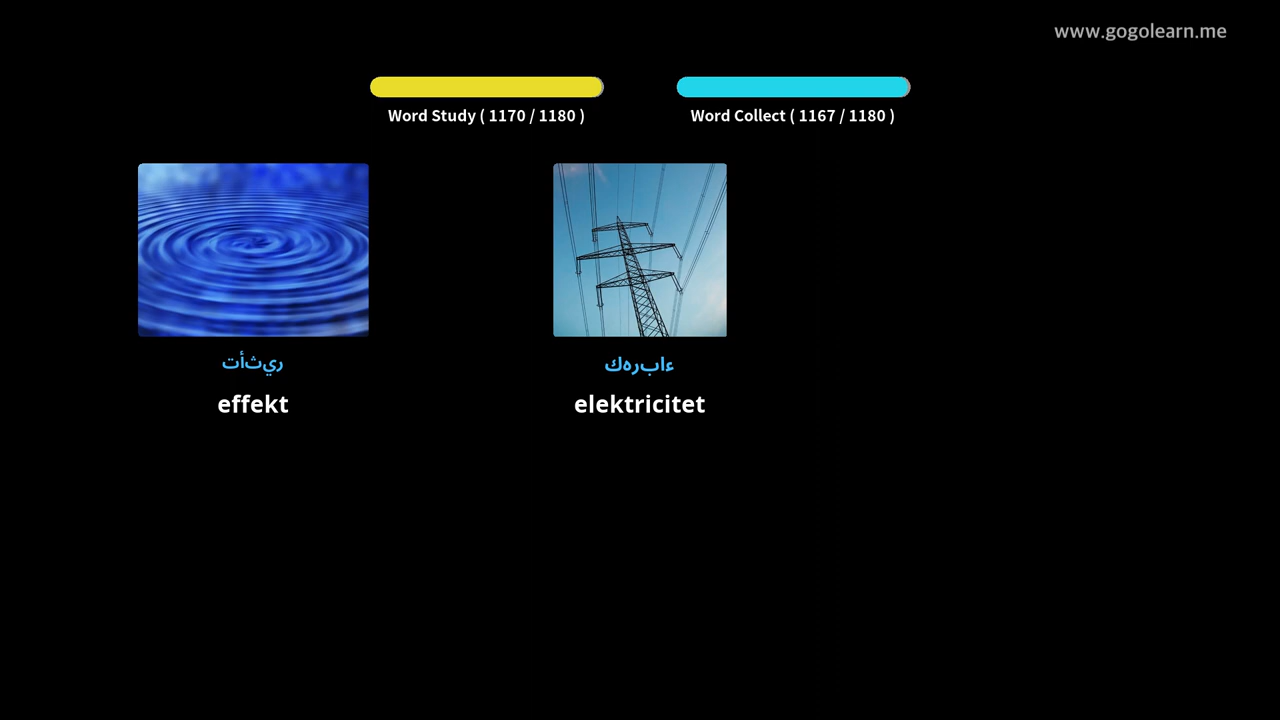 www.gogolearn.me
Word Study ( 1170 / 1180 )
Word Collect ( 1167 / 1180 )
ريثأت
effekt
ءابرهك
elektricitet